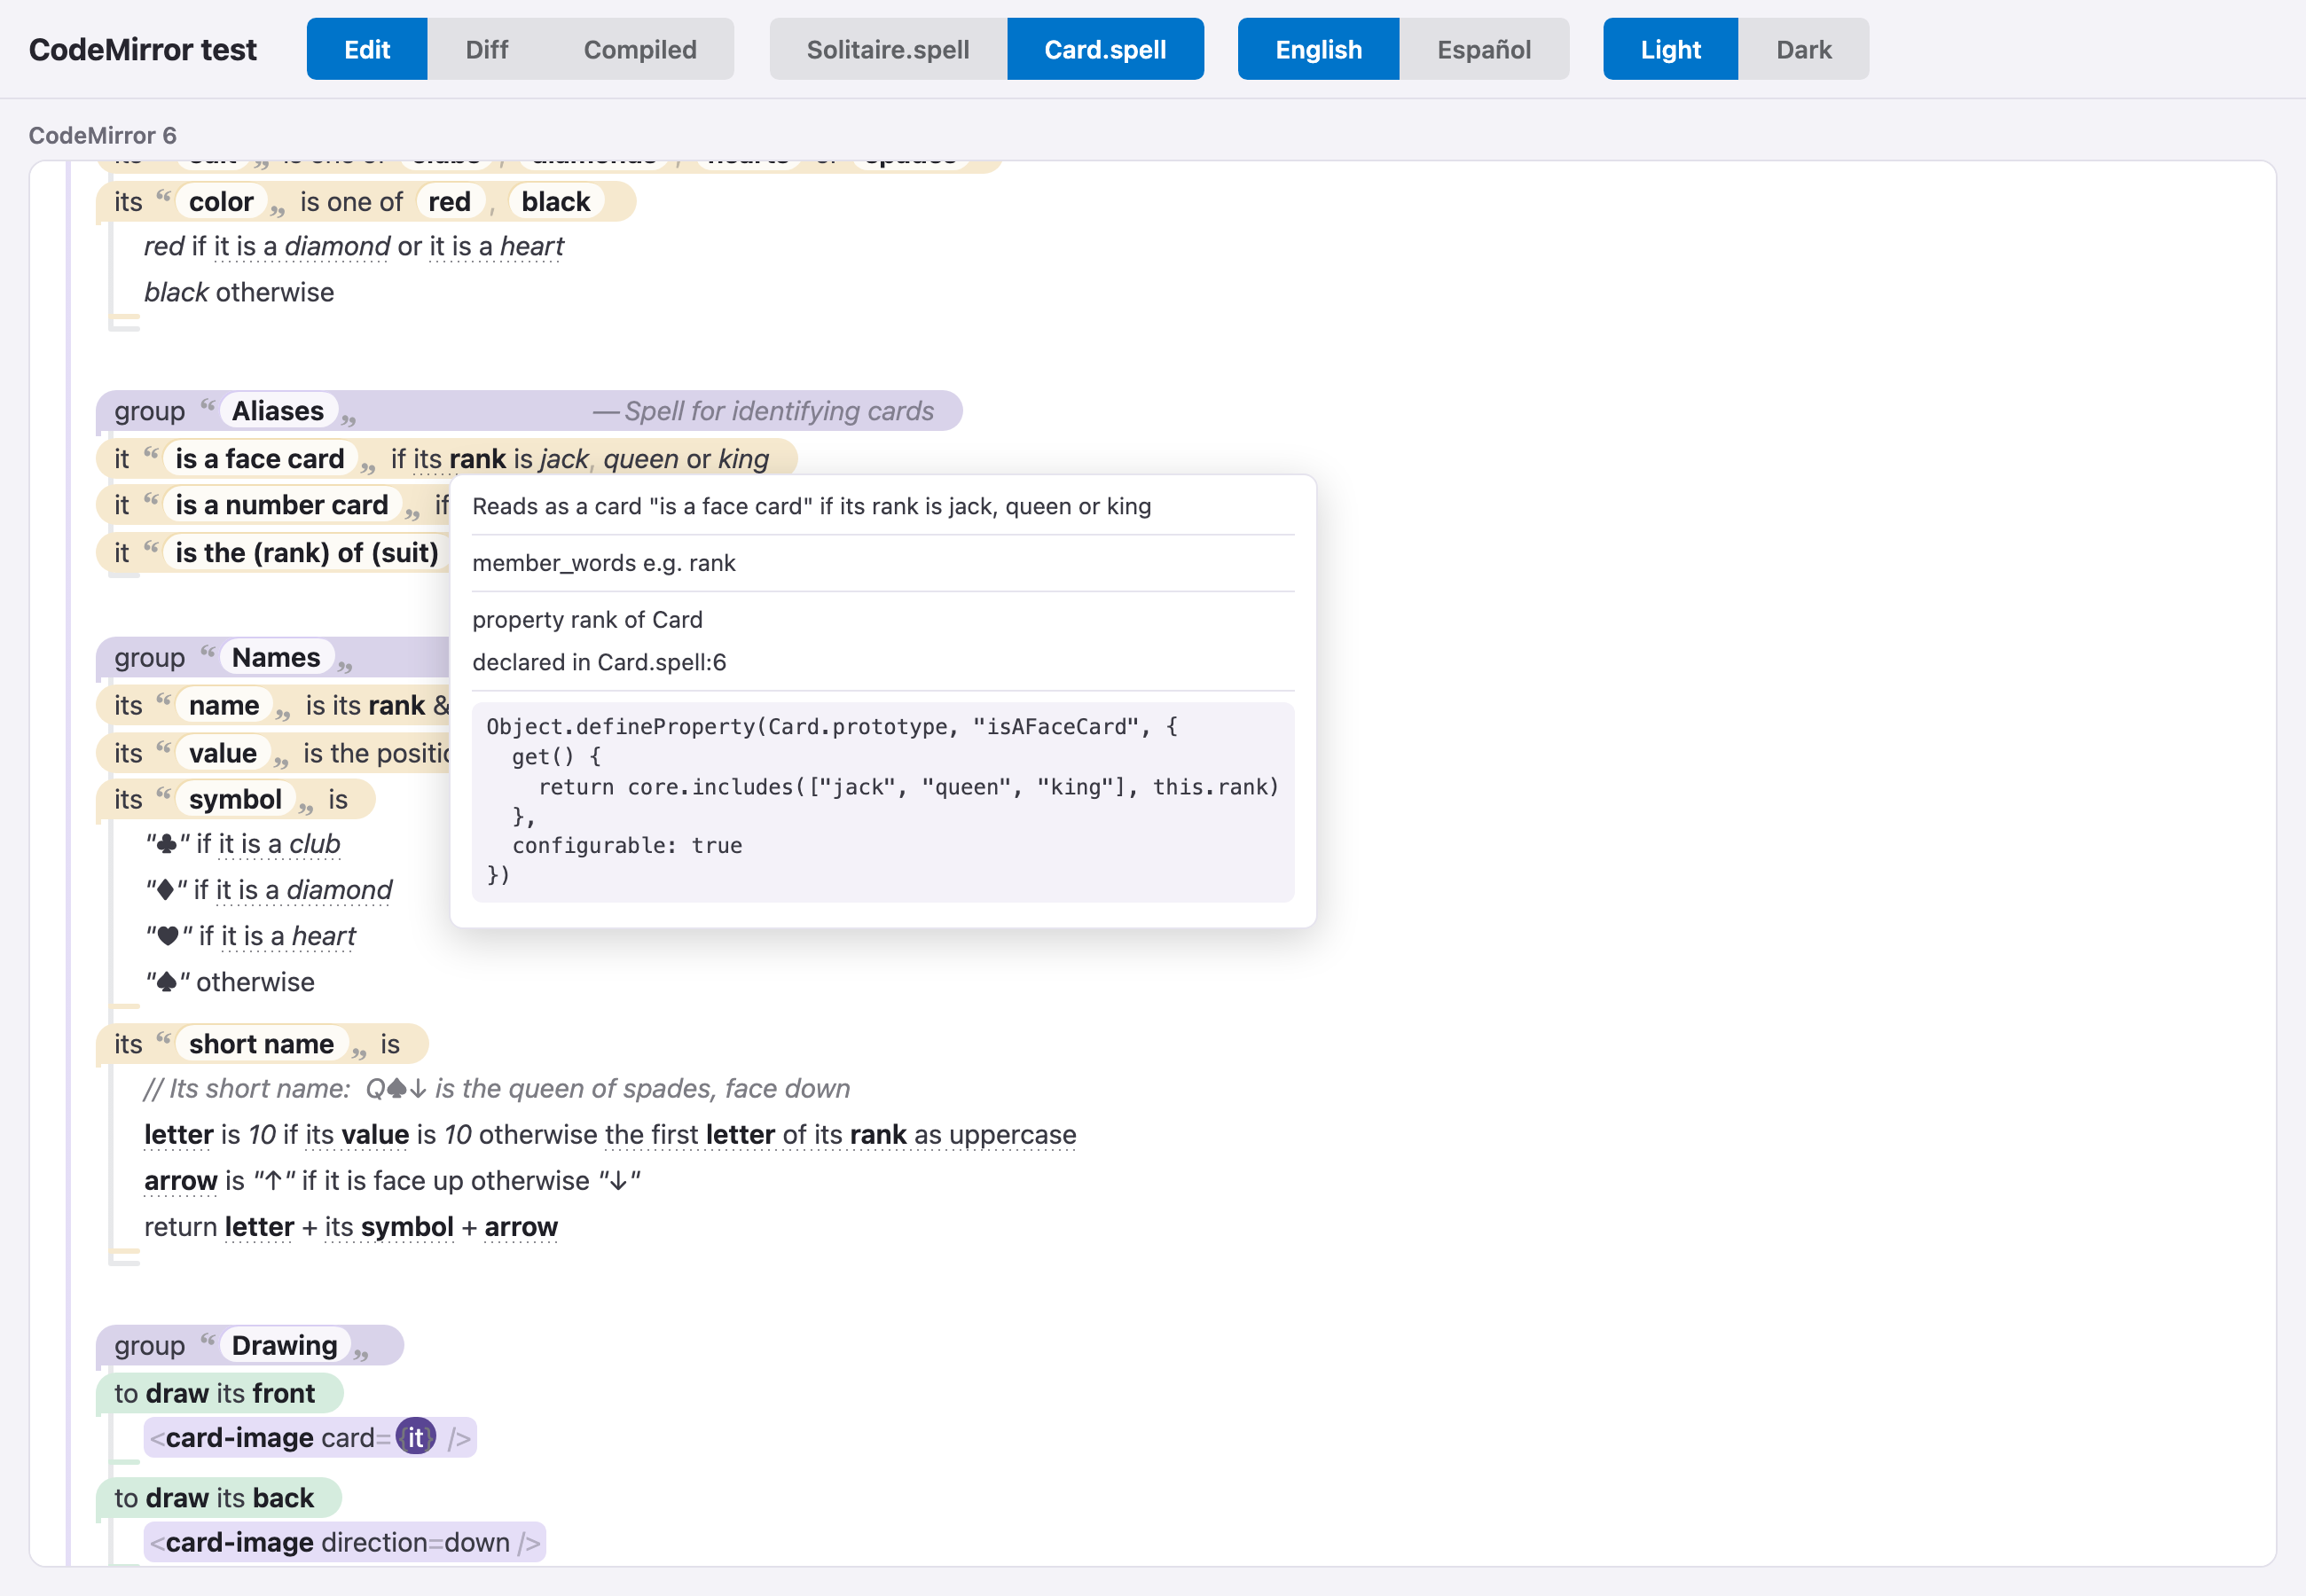 CodeMirror test Edit Diff Compiled Solitaire.spell Card.spell English Español Light Dark
CodeMirror 6
its “ color „ is one of red , black
red if it is a diamond or it is a heart
black otherwise
group “ Aliases „ — Spell for identifying cards
it “ is a face card „ if its rank is jack, queen or king
it “ is a number card „ if
it “ is the (rank) of (suit)
Reads as a card "is a face card" if its rank is jack, queen or king
member_words e.g. rank
property rank of Card
declared in Card.spell:6
Object.defineProperty(Card.prototype, "isAFaceCard", {
get() {
return core.includes(["jack", "queen", "king"], this.rank)
},
configurable: true
})
group “ Names „
its “ name „ is its rank &
its “ value „ is the positi
its “ symbol „ is
"♣" if it is a club
"♦" if it is a diamond
"♥" if it is a heart
"♠" otherwise
its “ short name „ is
// Its short name: Q♠↓ is the queen of spades, face down
letter is 10 if its value is 10 otherwise the first letter of its rank as uppercase
arrow is "↑" if it is face up otherwise "↓"
return letter + its symbol + arrow
group “ Drawing „
to draw its front
<card-image card={it} />
to draw its back
<card-image direction=down />